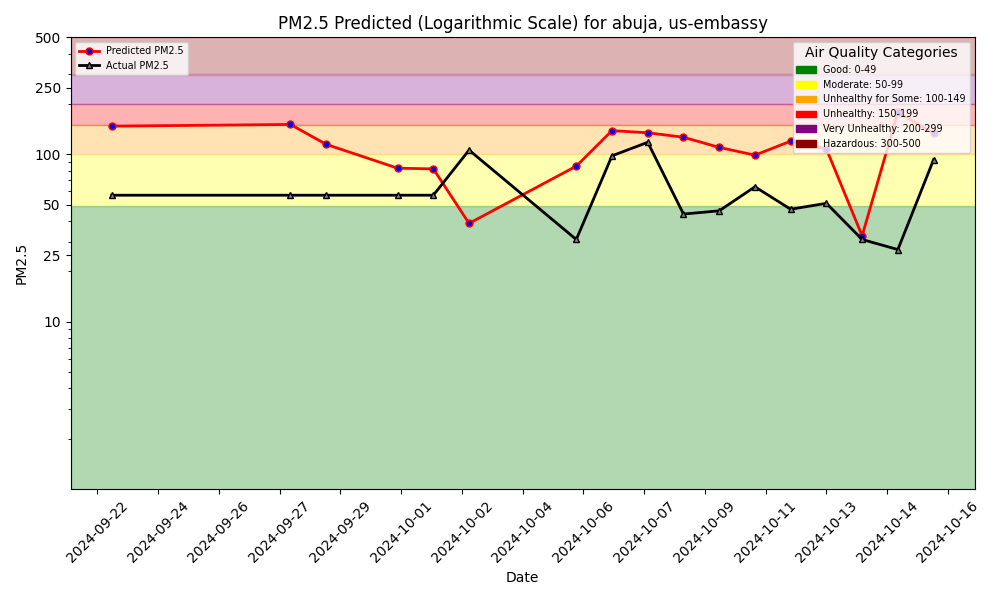 PM2.5 Predicted (Logarithmic Scale) for abuja, us-embassy
Predicted PM2.5
Actual PM2.5
Air Quality Categories
Good: 0-49
Moderate: 50-99
Unhealthy for Some: 100-149
Unhealthy: 150-199
Very Unhealthy: 200-299
Hazardous: 300-500
500
250
100
50
25
10
PM2.5
2024-09-22
2024-09-24
2024-09-26
2024-09-27
2024-09-29
2024-10-01
2024-10-02
2024-10-04
2024-10-06
2024-10-07
2024-10-09
2024-10-11
2024-10-13
2024-10-14
2024-10-16
Date